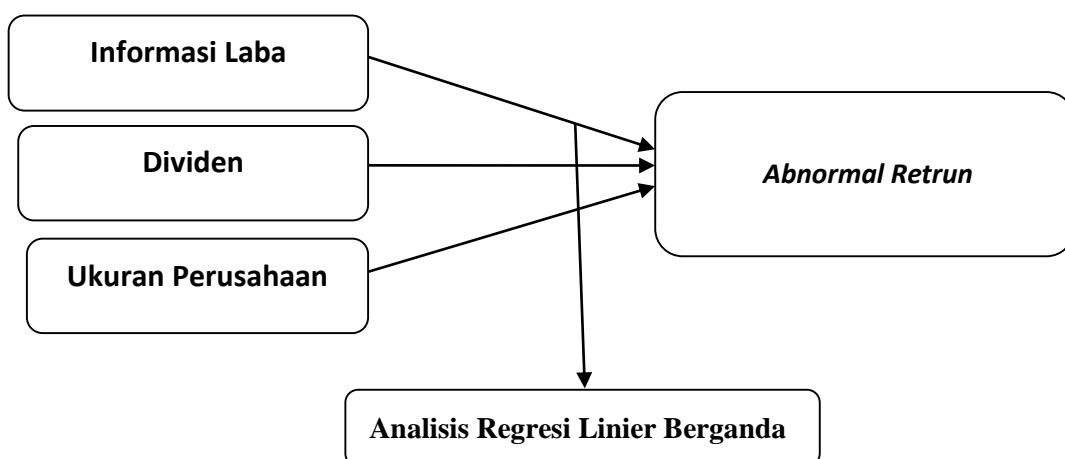 Informasi Laba
Dividen
Abnormal Retrun
Ukuran Perusahaan
Analisis Regresi Linier Berganda